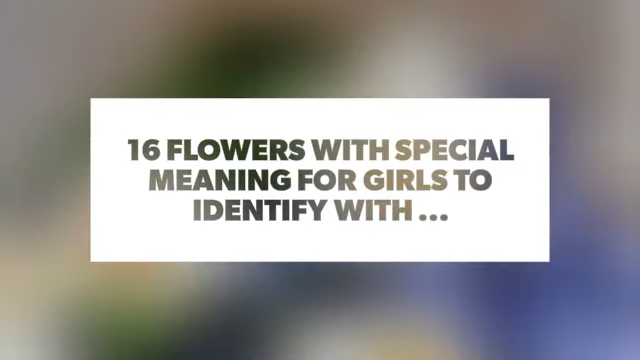 16 FLOWERS WITH SPECIAL
MEANING FOR GIRLS TO
IDENTIFY WITH ...